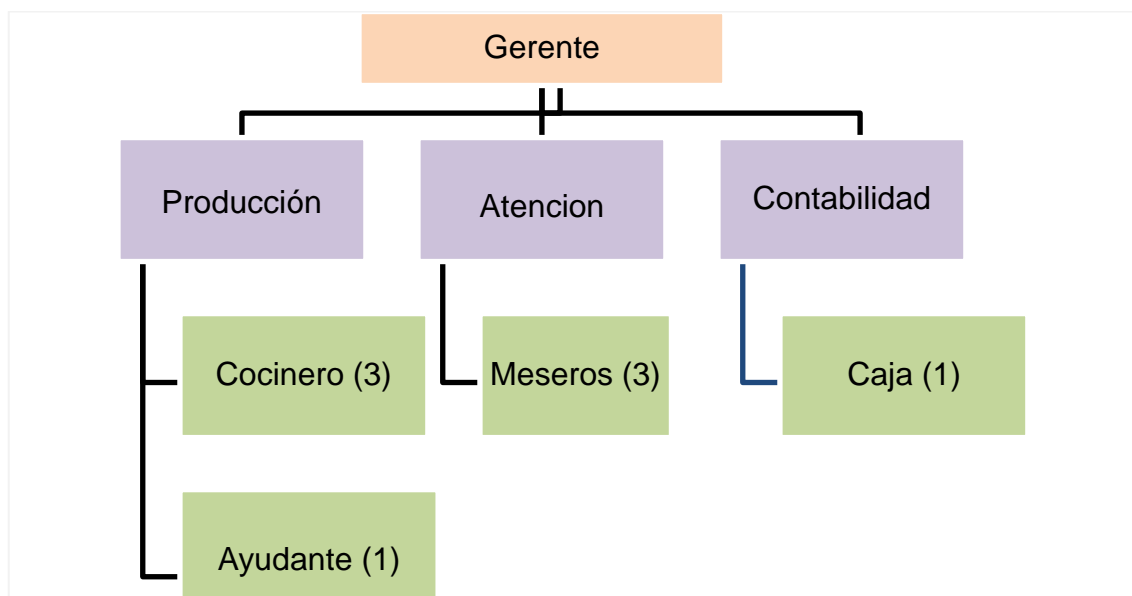 Gerente
Producción
Atencion
Contabilidad
Cocinero (3)
Meseros (3)
Caja (1)
Ayudante (1)